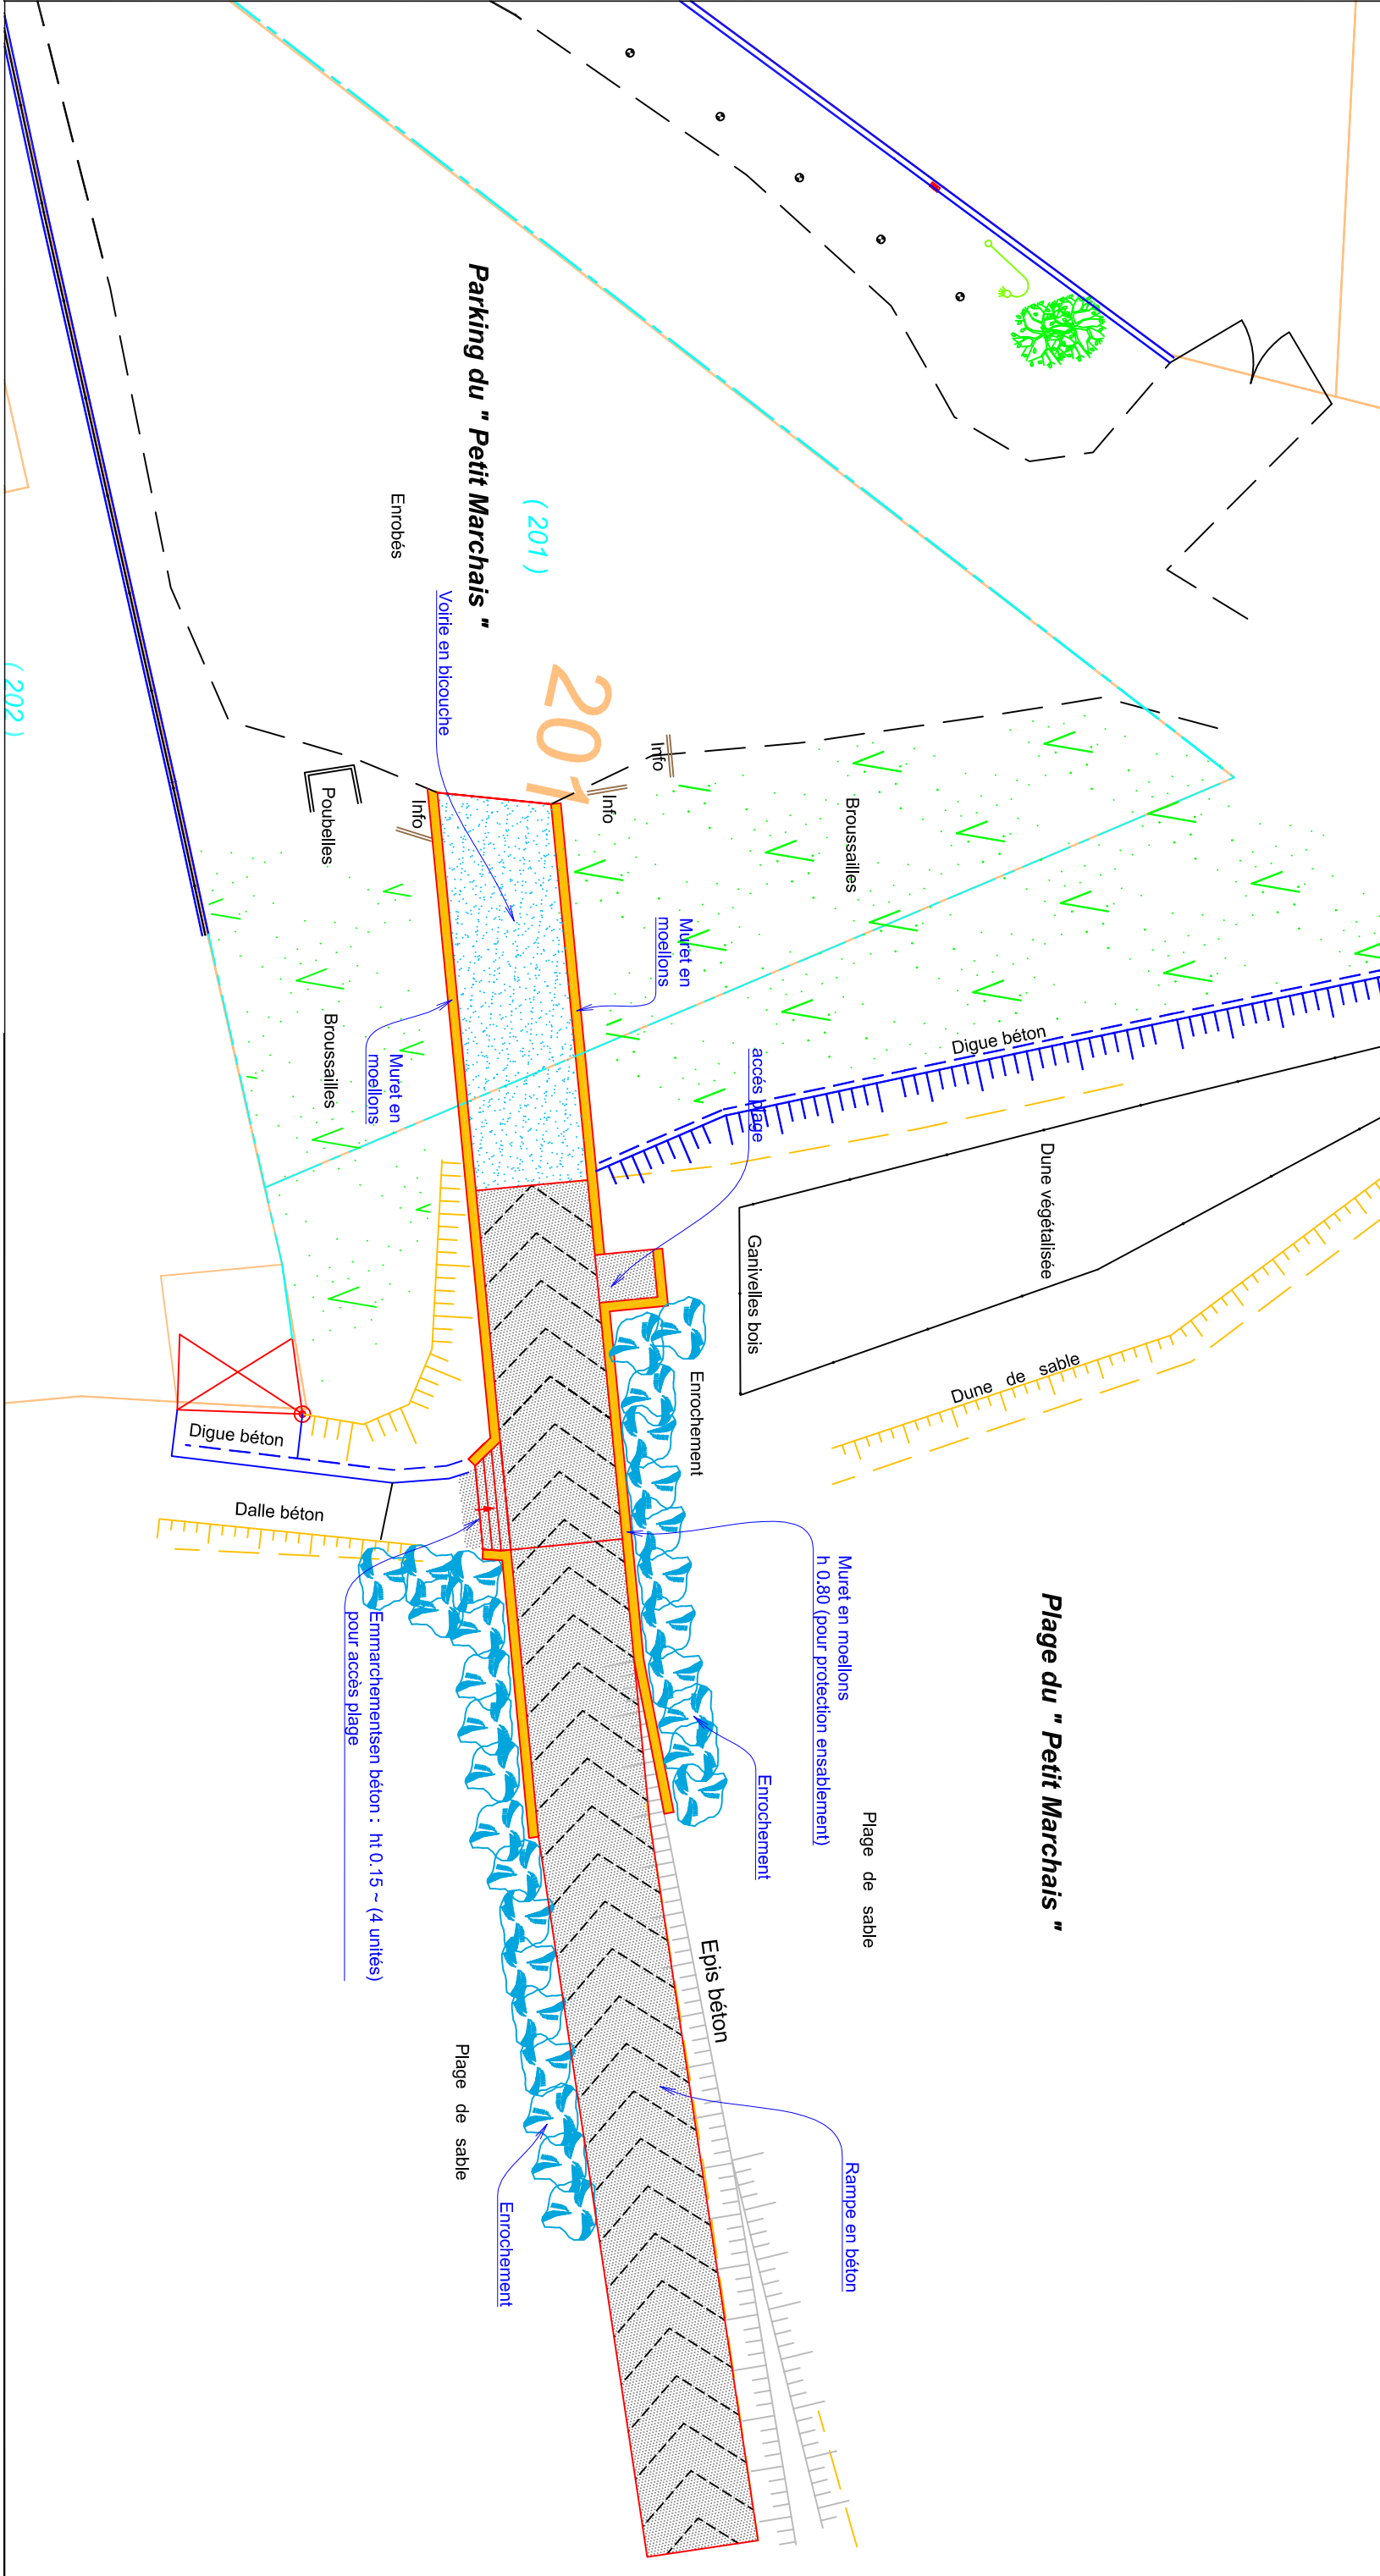 Parking du " Petit Marchais "
( 201 )
Enrobés
Voirie en bicouche
201
( 202 )
Info
Info
Info
Poubelles
Broussailles
Muret en
moellons
Broussailles
Muret en
moellons
Digue béton
accés plage
Dune végétalisée
Ganivelles bois
Dune de sable
Enrochement
Digue béton
Dalle béton
Plage du " Petit Marchais "
Muret en moellons
h 0.80 (pour protection ensablement)
Emmarchementsen béton : ht 0.15 ~ (4 unités)
pour accès plage
Enrochement
Plage de sable
Epis béton
Plage de sable
Rampe en béton
Enrochement